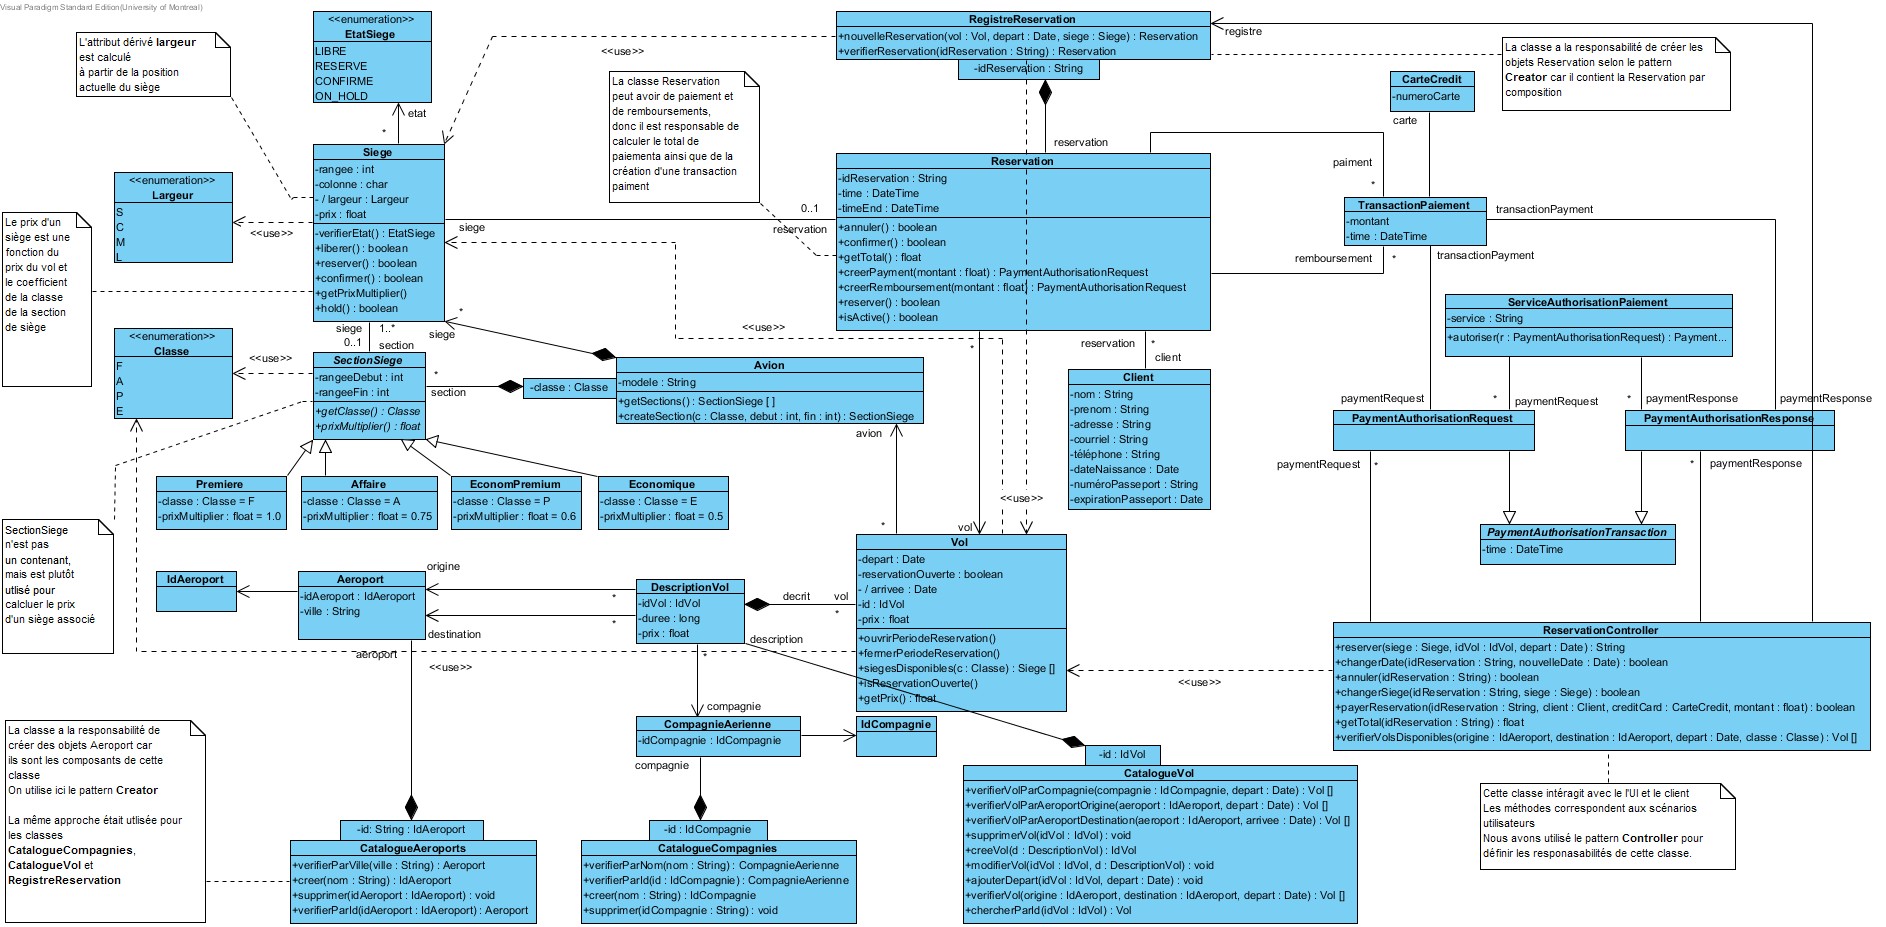 Visual Paradigm Standard Edition(University of Montreal)
L'attribut dérivé largeur
est calculé
à partir de la position
actuelle du siège
<<enumeration>>
EtatSiege
LIBRE
RESERVE
CONFIRME
ON_HOLD
etat
*
<<use>>
La classe Reservation
peut avoir de paiement et
de remboursements,
donc il est responsable de
calculer le total de
paiementa ainsi que de la
création d'une transaction
paiment
RegistreReservation
+nouvelleReservation(vol : Vol, depart : Date, siege : Siege) : Reservation
+verifierReservation(idReservation : String) : Reservation
-idReservation : String
registre
reservation
La classe a la responsabilité de créer les
objets Reservation selon le pattern
Creator car il contient la Reservation par
composition
CarteCredit
-numeroCarte
carte
paiment
*
<<enumeration>>
Largeur
S
C
M
L
<<use>>
Siege
-rangee : int
-colonne : char
- / largeur : Largeur
-prix : float
+verifierEtat() : EtatSiege
+liberer() : boolean
+reserver() : boolean
+confirmer() : boolean
+getPrixMultiplier()
+hold() : boolean
siege
0..1
reservation
Reservation
-idReservation : String
-time : DateTime
-timeEnd : DateTime
+annuler() : boolean
+confirmer() : boolean
+getTotal() : float
+creerPayment(montant : float) : PaymentAuthorisationRequest
+creerRemboursement(montant : float) : PaymentAuthorisationRequest
+reserver() : boolean
+isActive() : boolean
TransactionPaiement
-montant
-time : DateTime
transactionPayment
transactionPayment
remboursement
*
Le prix d'un
siège est une
fonction du
prix du vol et
le coefficient
de la classe
de la section
de siège
<<enumeration>>
Classe
F
A
P
E
<<use>>
siege
1..*
0..1
section
siege
*
<<use>>
SectionSiege
-rangeeDebut : int
-rangeeFin : int
+getClasse() : Classe
+prixMultiplier() : float
*
section
-classe : Classe
Avion
-modele : String
+getSections() : SectionSiege [ ]
+createSection(c : Classe, debut : int, fin : int) : SectionSiege
avion
*
reservation
*
client
*
Client
-nom : String
-prenom : String
-adresse : String
-courriel : String
-téléphone : String
-dateNaissance : Date
-numéroPasseport : String
-expirationPasseport : Date
ServiceAuthorisationPaiement
-service : String
+autoriser(r : PaymentAuthorisationRequest) : Payment...
paymentRequest
*
paymentRequest
*
paymentResponse
paymentResponse
PaymentAuthorisationRequest
PaymentAuthorisationResponse
paymentRequest
*
*
paymentResponse
PaymentAuthorisationTransaction
-time : DateTime
Premiere
-classe : Classe = F
-prixMultiplier : float = 1.0
Affaire
-classe : Classe = A
-prixMultiplier : float = 0.75
EconomPremium
-classe : Classe = P
-prixMultiplier : float = 0.6
Economique
-classe : Classe = E
-prixMultiplier : float = 0.5
SectionSiege
n'est pas
un contenant,
mais est plutôt
utlisé pour
calcuer le prix
d'un siège associé
<<use>>
vol
Vol
-depart : Date
-reservationOuverte : boolean
- / arrivee : Date
-id : IdVol
-prix : float
+ouvrirPeriodeReservation()
+fermerPeriodeReservation()
+siegesDisponibles(c : Classe) : Siege []
+isReservationOuverte()
+getPrix() : float
IdAeroport
Aeroport
-idAeroport : IdAeroport
-ville : String
origine
*
*
destination
DescriptionVol
-idVol : IdVol
-duree : long
-prix : float
decrit
vol
*
description
aeroport
<<use>>
*
compagnie
CompagnieAerienne
-idCompagnie : IdCompagnie
IdCompagnie
compagnie
<<use>>
ReservationController
+reserver(siege : Siege, idVol : IdVol, depart : Date) : String
+changerDate(idReservation : String, nouvelleDate : Date) : boolean
+annuler(idReservation : String) : boolean
+changerSiege(idReservation : String, siege : Siege) : boolean
+payerReservation(idReservation : String, client : Client, creditCard : CarteCredit, montant : float) : boolean
+getTotal(idReservation : String) : float
+verifierVolsDisponibles(origine : IdAeroport, destination : IdAeroport, depart : Date, classe : Classe) : Vol []
La classe a la responsabilité de
créer des objets Aeroport car
ils sont les composants de cette
classe
On utilise ici le pattern Creator
La même approche était utlisée pour
les classes
CatalogueCompagnies,
CatalogueVol et
RegistreReservation
-id: String : IdAeroport
CatalogueAeroports
+verifierParVille(ville : String) : Aeroport
+creer(nom : String) : IdAeroport
+supprimer(idAeroport : IdAeroport) : void
+verifierParId(idAeroport : IdAeroport) : Aeroport
-id : IdCompagnie
CatalogueCompagnies
+verifierParNom(nom : String) : CompagnieAerienne
+verifierParId(id : IdCompagnie) : CompagnieAerienne
+creer(nom : String) : IdCompagnie
+supprimer(idCompagnie : String) : void
-id : IdVol
CatalogueVol
+verifierVolParCompagnie(compagnie : IdCompagnie, depart : Date) : Vol []
+verifierVolParAeroportOrigine(aeroport : IdAeroport, depart : Date) : Vol []
+verifierVolParAeroportDestination(aeroport : IdAeroport, arrivee : Date) : Vol []
+supprimerVol(idVol : IdVol) : void
+creeVol(d : DescriptionVol) : IdVol
+modifierVol(idVol : IdVol, d : DescriptionVol) : void
+ajouterDepart(idVol : IdVol, depart : Date) : void
+verifierVol(origine : IdAeroport, destination : IdAeroport, depart : Date) : Vol []
+chercherParId(idVol : IdVol) : Vol
Cette classe intéragit avec le l'UI et le client
Les méthodes correspondent aux scénarios
utilisateurs
Nous avons utilisé le pattern Controller pour
définir les responasabilités de cette classe.